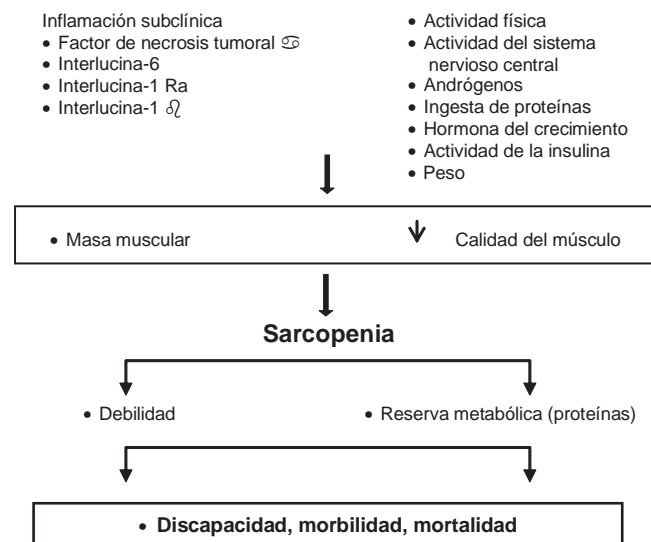 Inflamación subclínica
• Factor de necrosis tumoral ♋
• Interlucina-6
• Interlucina-1 Ra
• Interlucina-1 ♌
• Actividad física
• Actividad del sistema
nervioso central
• Andrógenos
• Ingesta de proteínas
• Hormona del crecimiento
• Actividad de la insulina
• Peso
• Masa muscular
Calidad del músculo
Sarcopenia
• Debilidad
• Reserva metabólica (proteínas)
• Discapacidad, morbilidad, mortalidad